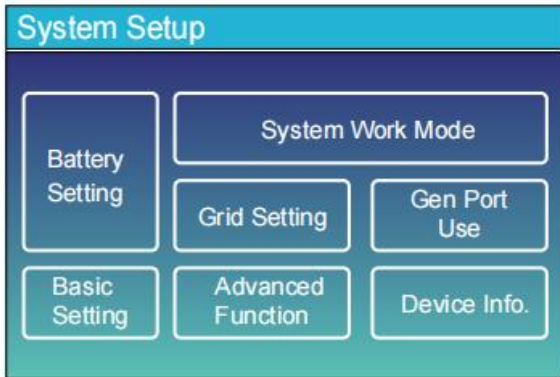 System Setup
Battery
Setting
System Work Mode
Grid Setting
Gen Port
Use
Basic
Setting
Advanced
Function
Device Info.